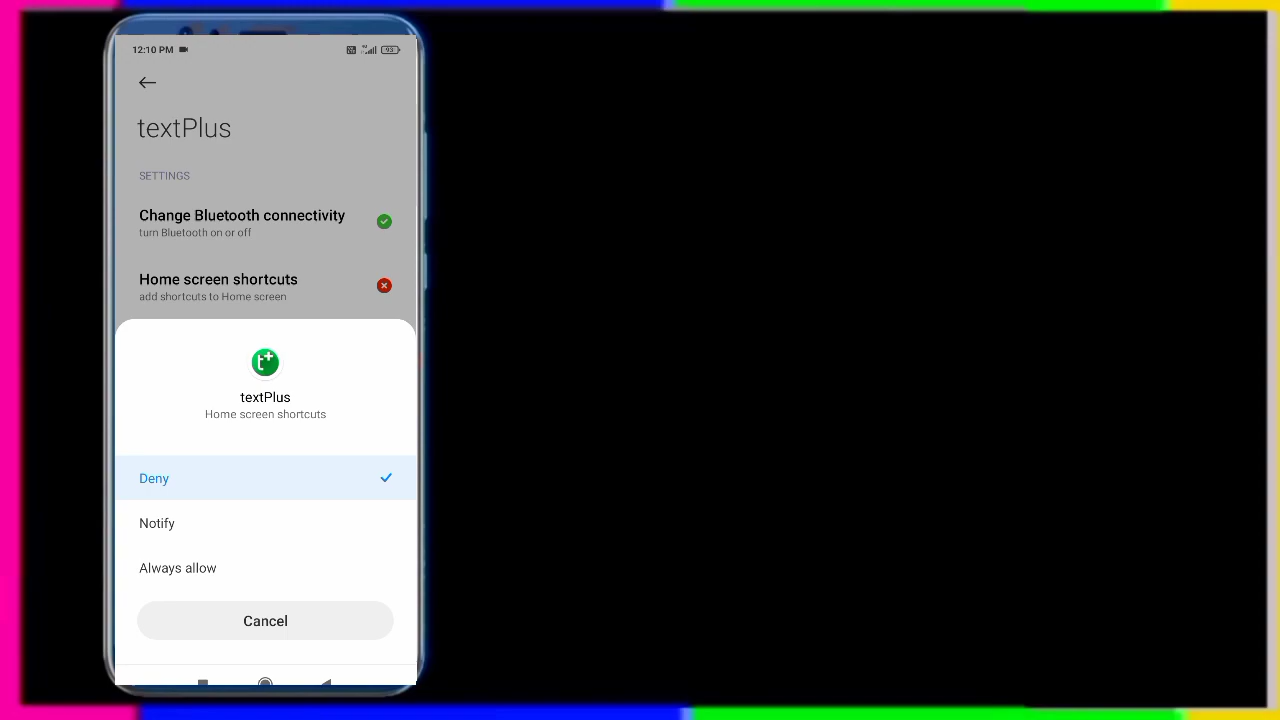 12:10 PM
textPlus
SETTINGS
Change Bluetooth connectivity
turn Bluetooth on or off
Home screen shortcuts
add shortcuts to Home screen
t+
textPlus
Home screen shortcuts
Deny
Notify
Always allow
Cancel